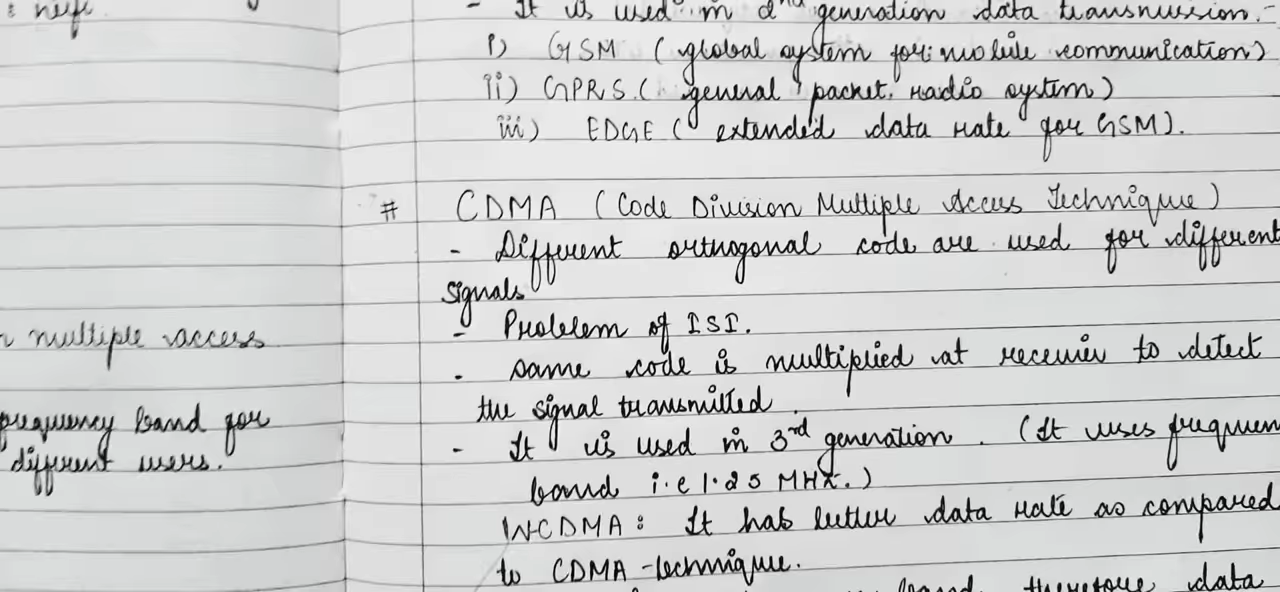 - It is used in 2nd generation data transmission.-
i) GSM (global system for mobile communication)
ii) GPRS (general packet radio system)
iii) EDGE (extended data rate for GSM).
# CDMA (Code Division Multiple Access Technique)
- Different orthogonal code are used for different
signals
- Problem of ISI.
- same code is multiplied at receiver to detect
the signal transmitted.
- It is used in 3rd generation. (It uses frequen
band i.e 1.25 MHz.)
WCDMA: It has better data rate as compared
to CDMA-technique.
band, therefore data
multiple access
frequency band for
different users.